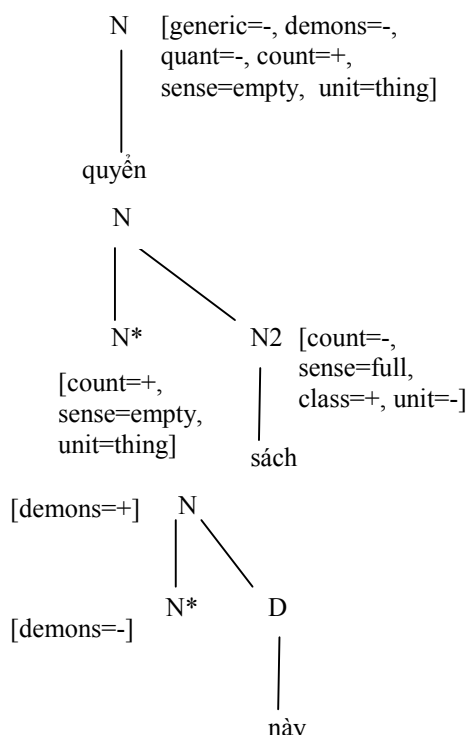 N [generic=-, demons=-,
quant=-, count=+,
sense=empty, unit=thing]
quyển
N
N* N2 [count=-,
sense=full,
class=+, unit=-]
[count=+,
sense=empty,
unit=thing]
sách
[demons=+] N
[demons=-] N* D
này